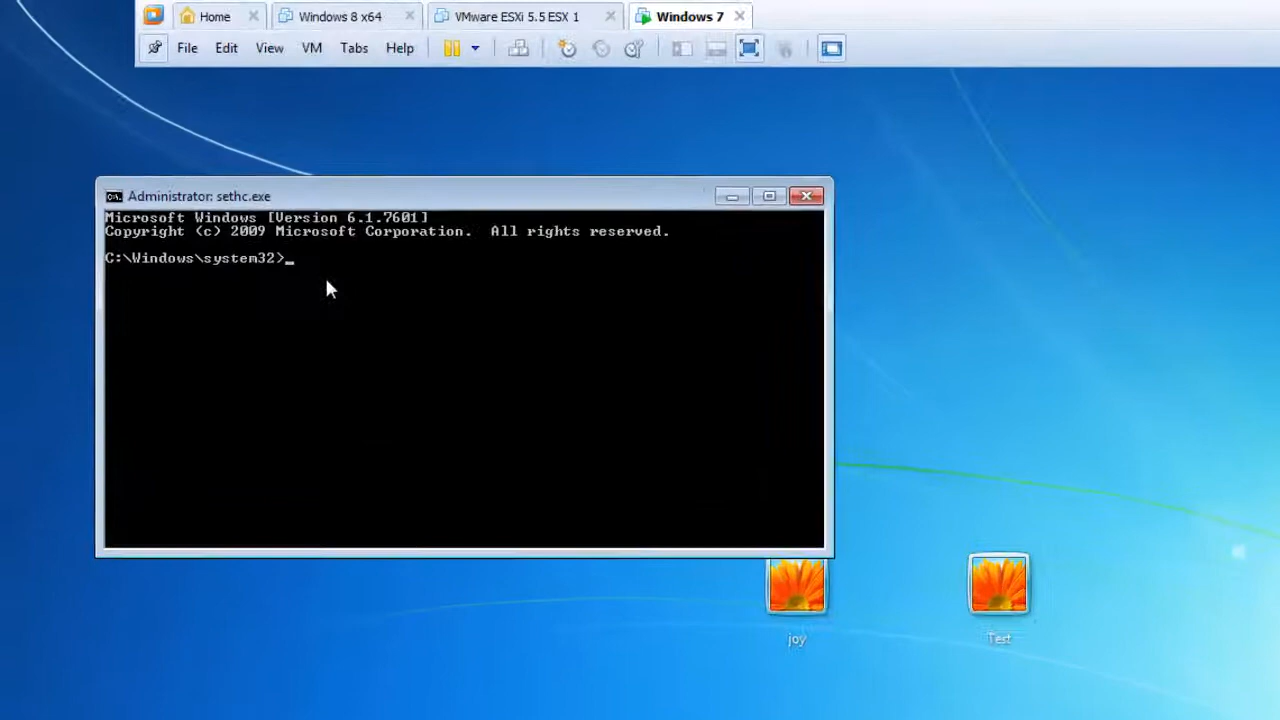 Home
Windows 8 x64
VMware ESXi 5.5 ESX 1
Windows 7
File Edit View VM Tabs Help
Administrator: sethc.exe
Microsoft Windows [Version 6.1.7601]
Copyright (c) 2009 Microsoft Corporation. All rights reserved.
C:\Windows\system32>_
joy
Test